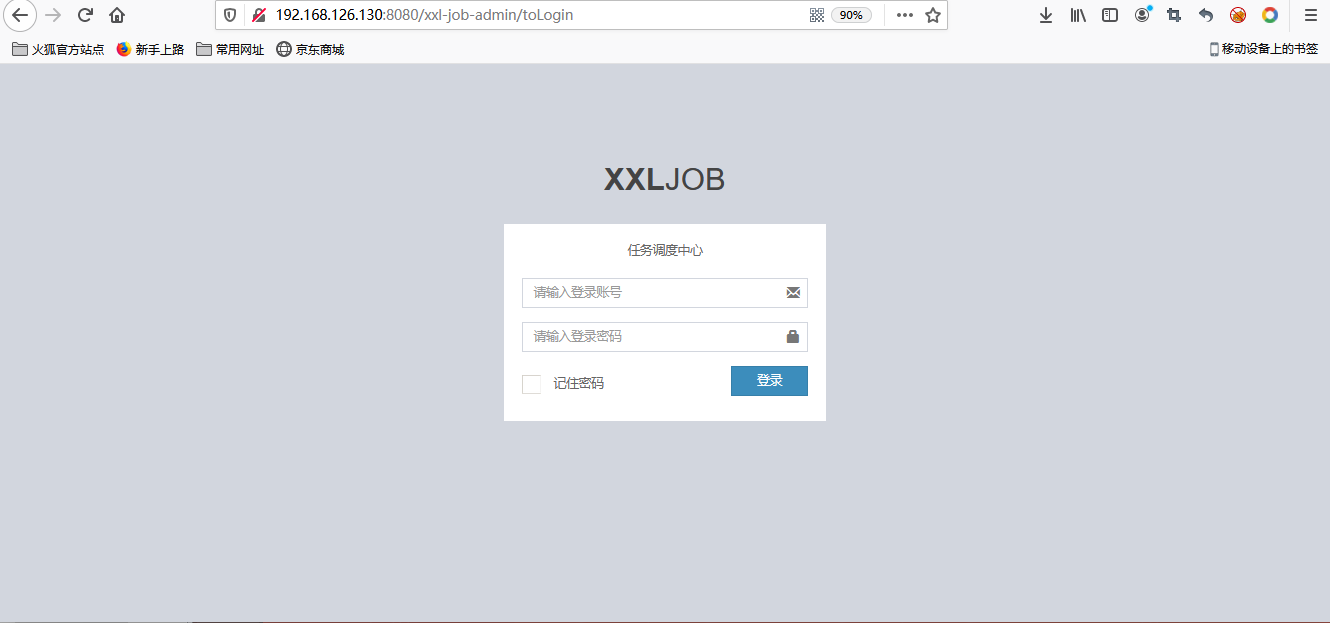 192.168.126.130:8080/xxl-job-admin/toLogin 90%
火狐官方站点 新手上路 常用网址 京东商城 移动设备上的书签
XXLJOB
任务调度中心
请输入登录账号
请输入登录密码
记住密码 登录